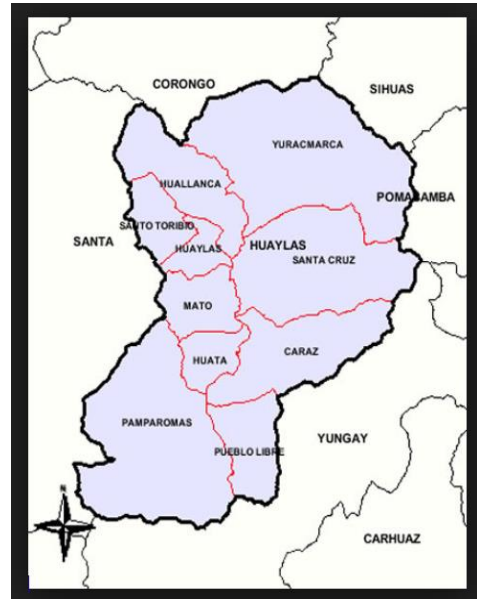 CORONGO
SIHUAS
YURACMARCA
HUALLANCA
POMABAMBA
SANTO TORIBIO
SANTA
HUAYLAS
HUAYLAS
SANTA CRUZ
MATO
HUATA
CARAZ
PAMPAROMAS
PUEBLO LIBRE
YUNGAY
N
CARHUAZ